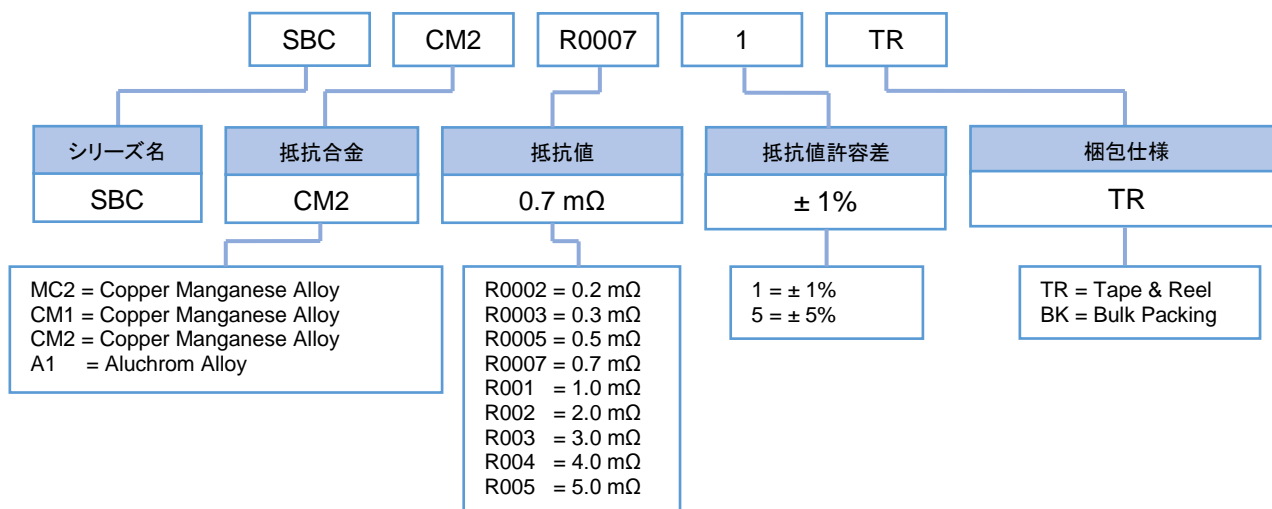 SBC CM2 R0007 1 TR
シリーズ名 抵抗合金 抵抗値 抵抗値許容差 梱包仕様
SBC CM2 0.7 mΩ ± 1% TR
MC2 = Copper Manganese Alloy
CM1 = Copper Manganese Alloy
CM2 = Copper Manganese Alloy
A1 = Aluchrom Alloy
R0002 = 0.2 mΩ
R0003 = 0.3 mΩ
R0005 = 0.5 mΩ
R0007 = 0.7 mΩ
R001 = 1.0 mΩ
R002 = 2.0 mΩ
R003 = 3.0 mΩ
R004 = 4.0 mΩ
R005 = 5.0 mΩ
1 = ± 1%
5 = ± 5%
TR = Tape & Reel
BK = Bulk Packing